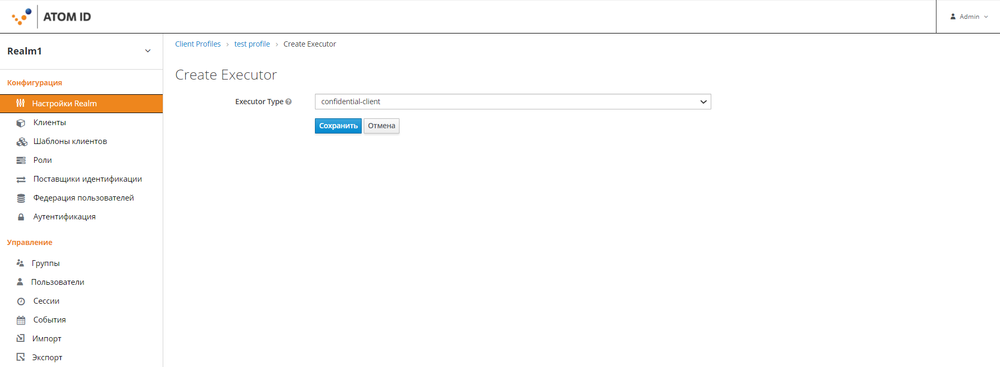 ATOM ID
Admin
Realm1
Конфигурация
Настройки Realm
Клиенты
Шаблоны клиентов
Роли
Поставщики идентификации
Федерация пользователей
Аутентификация
Управление
Группы
Пользователи
Сессии
События
Импорт
Экспорт
Client Profiles › test profile › Create Executor
Create Executor
Executor Type
confidential-client
Сохранить Отмена